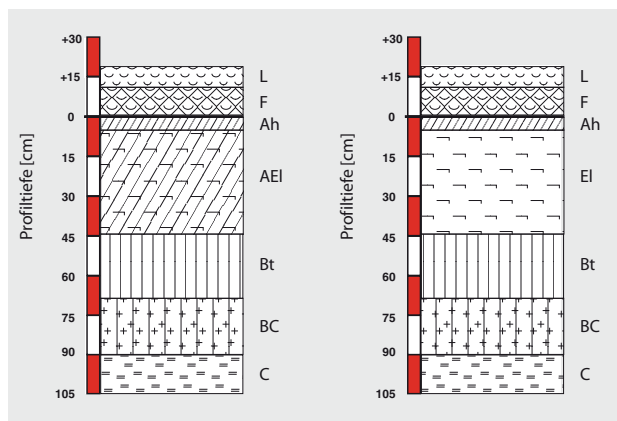 +30
+15
0
15
30
45
60
75
90
105
Profiltiefe [cm]
L
F
Ah
AEl
Bt
BC
C
+30
+15
0
15
30
45
60
75
90
105
Profiltiefe [cm]
L
F
Ah
El
Bt
BC
C